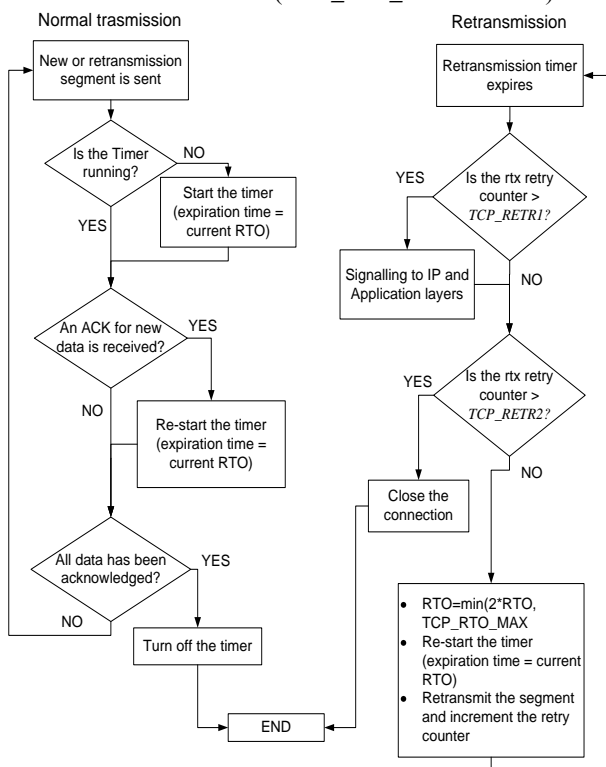 Normal trasmission
New or retransmission
segment is sent
Is the Timer
running?
NO
YES
Start the timer
(expiration time =
current RTO)
An ACK for new
data is received?
YES
NO
Re-start the timer
(expiration time =
current RTO)
All data has been
acknowledged?
YES
NO
Turn off the timer
END
Retransmission
Retransmission timer
expires
Is the rtx retry
counter >
TCP_RETR1?
YES
NO
Signalling to IP and
Application layers
Is the rtx retry
counter >
TCP_RETR2?
YES
NO
Close the
connection
• RTO=min(2*RTO,
TCP_RTO_MAX
• Re-start the timer
(expiration time = current
RTO)
• Retransmit the segment
and increment the retry
counter